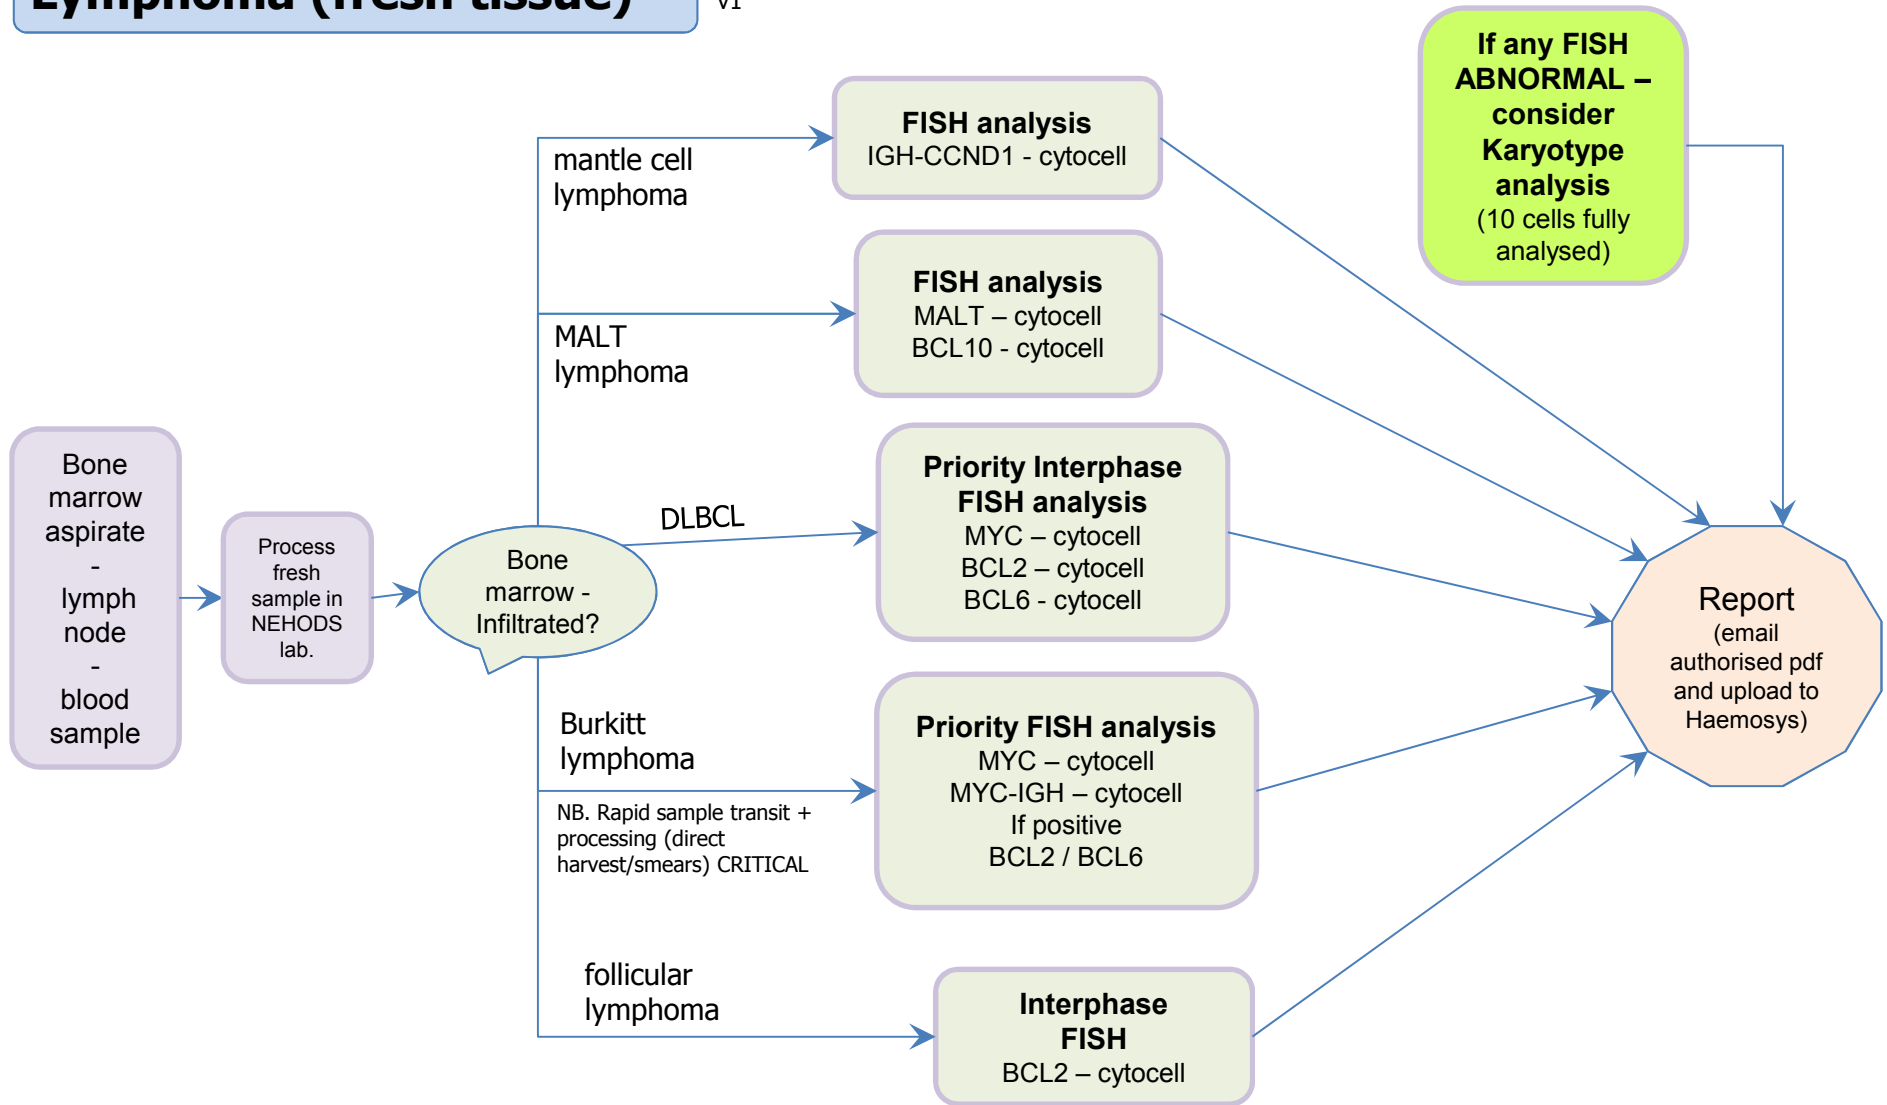 Lymphoma (fresh tissue)
V1
If any FISH
ABNORMAL –
consider
Karyotype
analysis
(10 cells fully
analysed)
FISH analysis
IGH-CCND1 - cytocell
mantle cell
lymphoma
FISH analysis
MALT – cytocell
BCL10 - cytocell
MALT
lymphoma
Bone
marrow
aspirate
-
lymph
node
-
blood
sample
Process
fresh
sample in
NEHODS
lab.
Bone
marrow -
Infiltrated?
DLBCL
Priority Interphase
FISH analysis
MYC – cytocell
BCL2 – cytocell
BCL6 - cytocell
Report
(email
authorised pdf
and upload to
Haemosys)
Burkitt
lymphoma
NB. Rapid sample transit +
processing (direct
harvest/smears) CRITICAL
Priority FISH analysis
MYC – cytocell
MYC-IGH – cytocell
If positive
BCL2 / BCL6
follicular
lymphoma
Interphase
FISH
BCL2 – cytocell